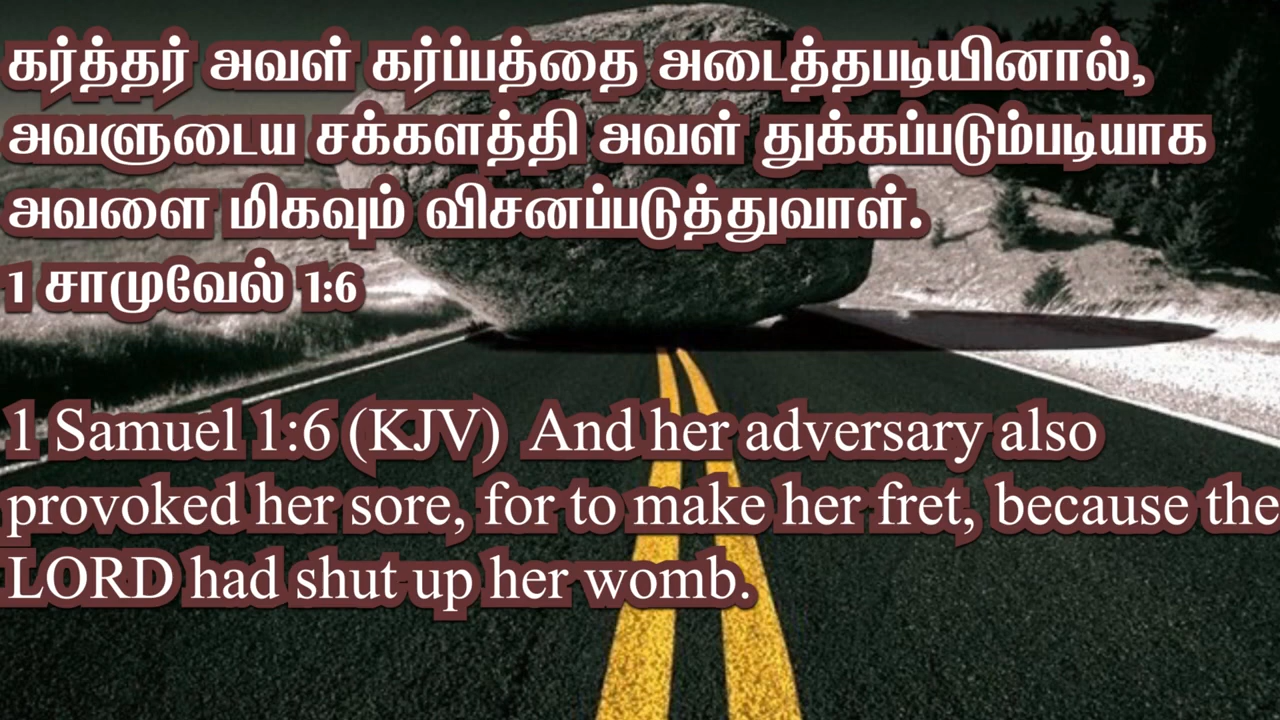 கர்த்தர் அவள் கர்ப்பத்தை அடைத்தபடியினால்,
அவளுடைய சக்களத்தி அவள் துக்கப்படும்படியாக
அவளை மிகவும் விசனப்படுத்துவாள்.
1 சாமுவேல் 1:6
1 Samuel 1:6 (KJV) And her adversary also
provoked her sore, for to make her fret, because the
LORD had shut up her womb.